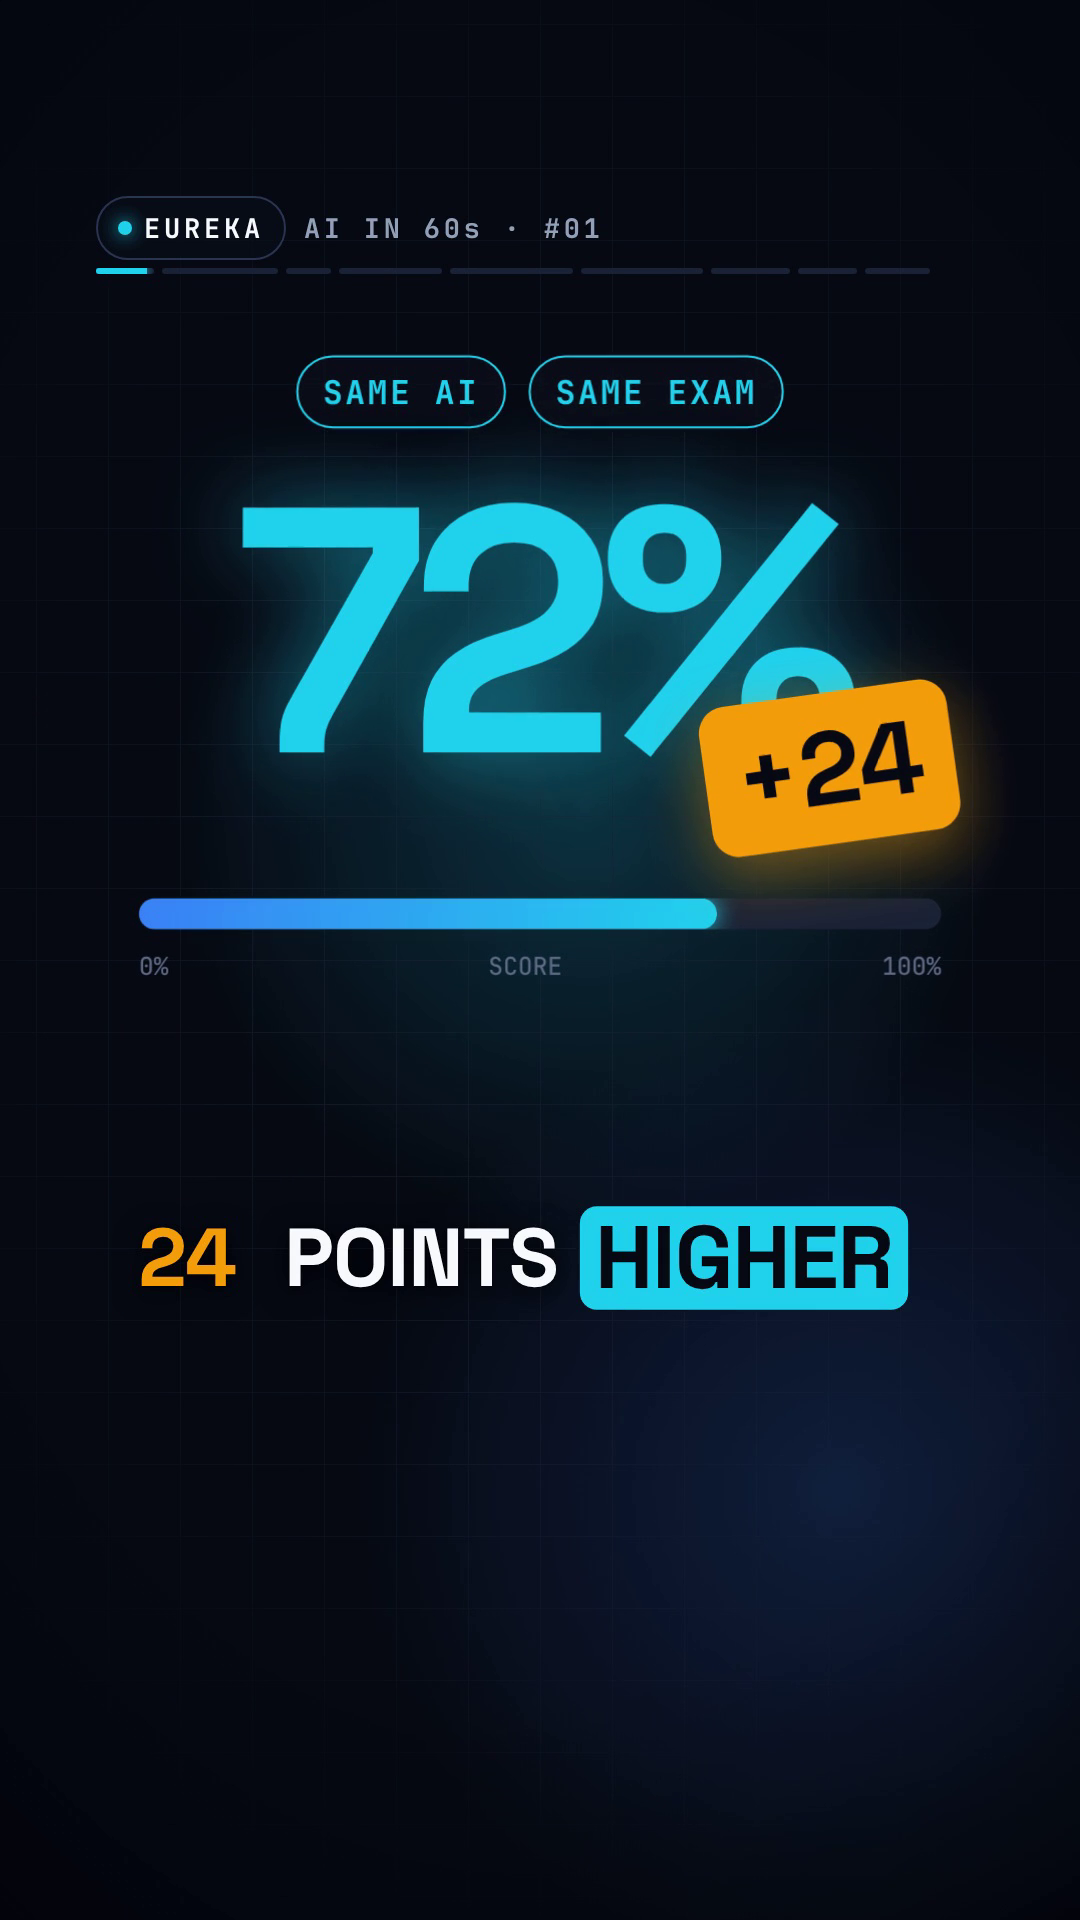 EUREKA AI IN 60s · #01
SAME AI SAME EXAM
72%
+24
0% SCORE 100%
24 POINTS HIGHER